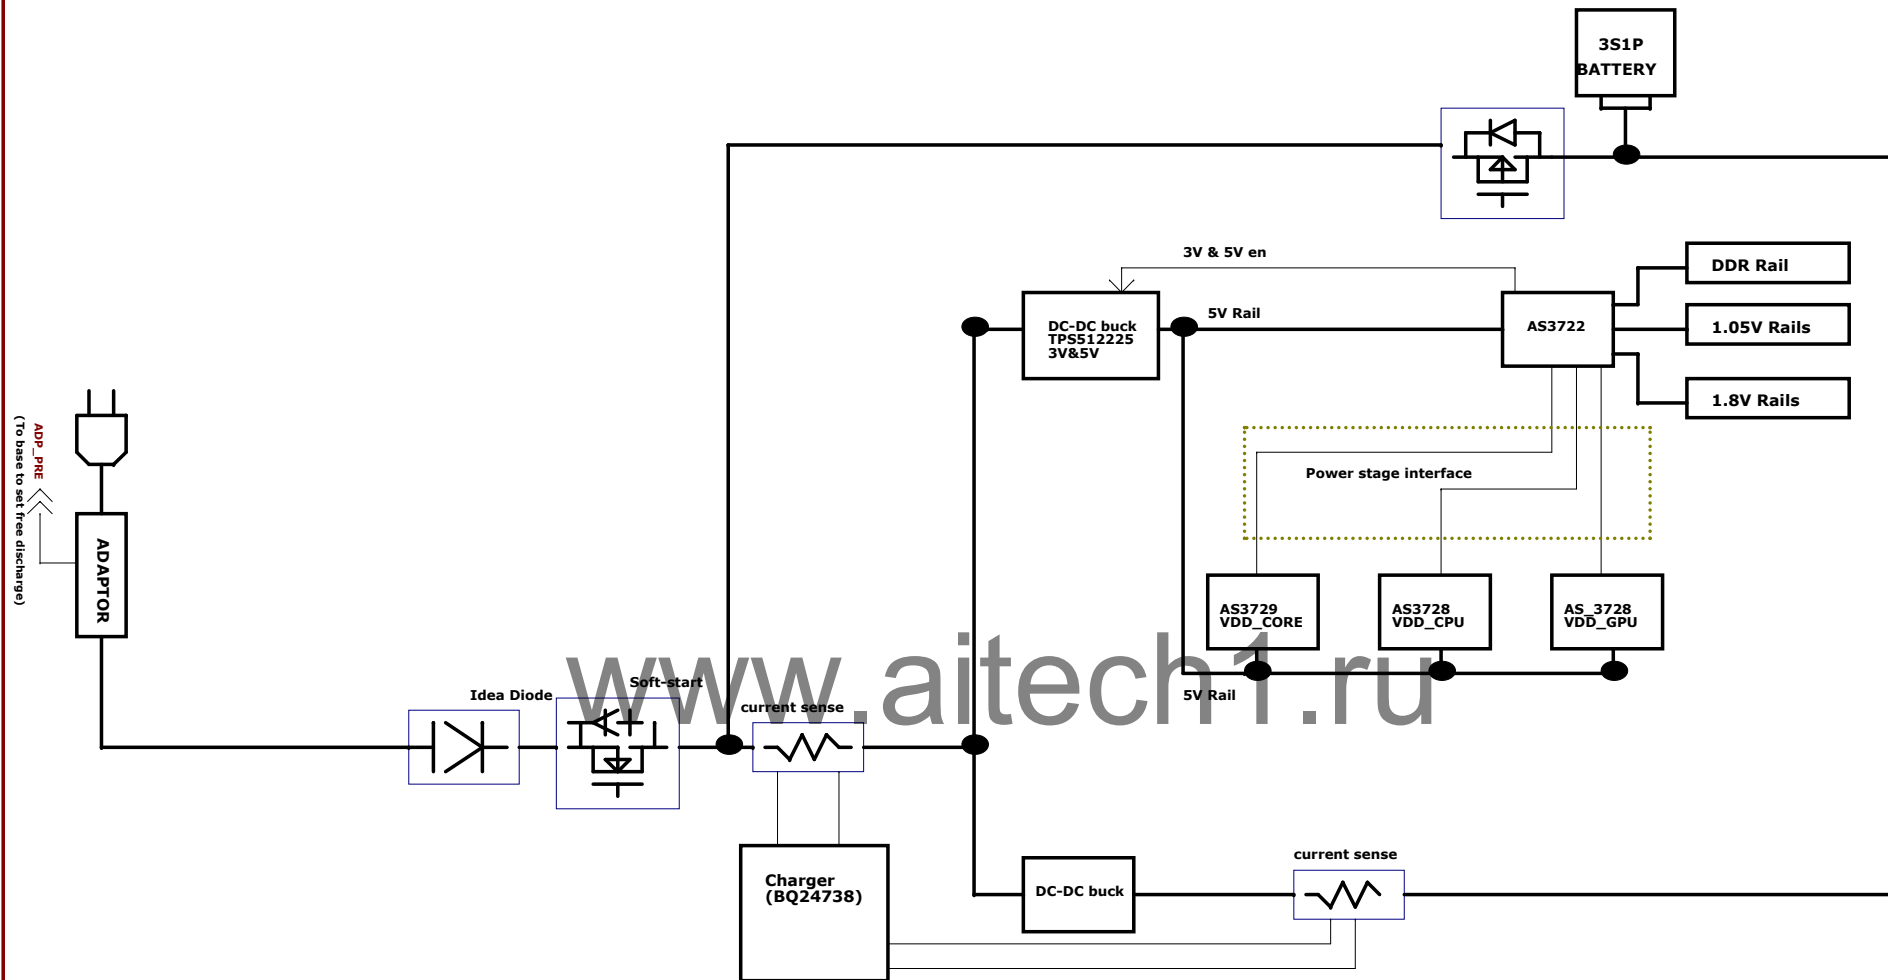 3S1P
BATTERY
3V & 5V en
DDR Rail
DC-DC buck
TPS512225
3V&5V
5V Rail
AS3722
1.05V Rails
1.8V Rails
ADP_PRE
(To base to set free discharge)
Power stage interface
ADAPTOR
AS3729
VDD_CORE
AS3728
VDD_CPU
AS_3728
VDD_GPU
www.aitech1.ru
Idea Diode
Soft-start
current sense
5V Rail
current sense
Charger
(BQ24738)
DC-DC buck